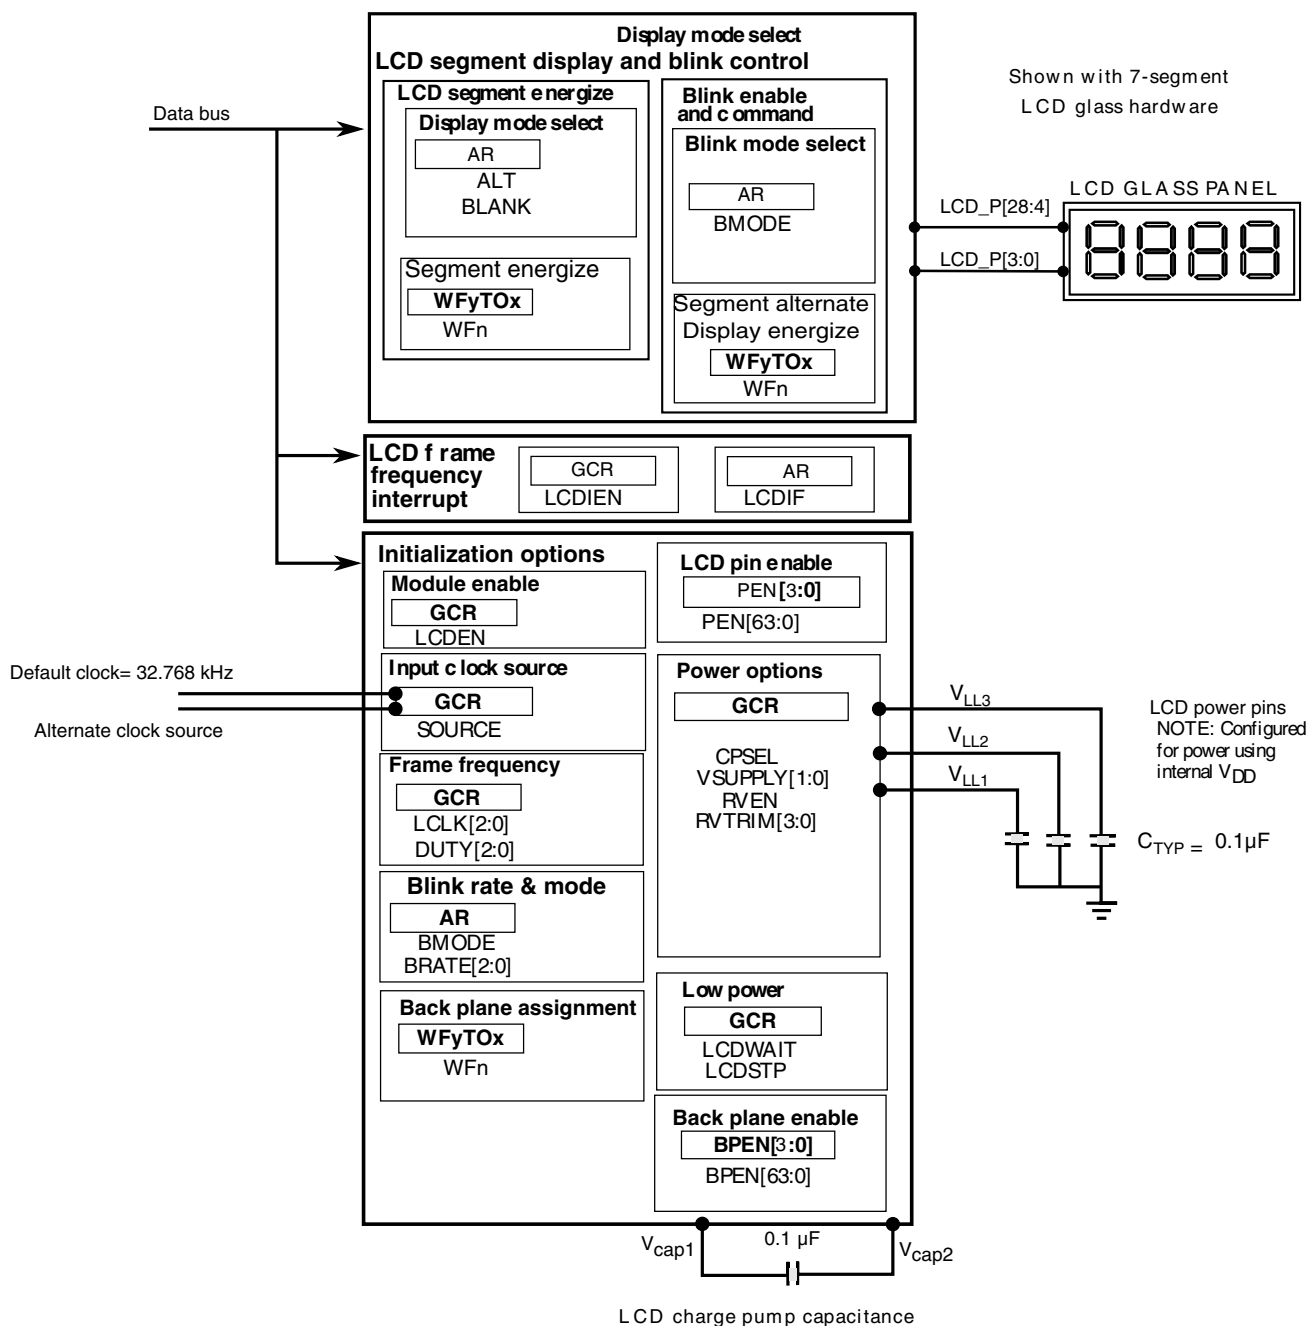 Display mode select
LCD segment display and blink control
LCD segment energize
Display mode select
AR
ALT
BLANK
Segment energize
WFyTOx
WFn
Blink enable
and command
Blink mode select
AR
BMODE
Segment alternate
Display energize
WFyTOx
WFn
Data bus
Shown with 7-segment
LCD glass hardware
LCD GLASS PANEL
LCD_P[28:4]
LCD_P[3:0]
LCD frame
frequency
interrupt
GCR
LCDIEN
AR
LCDIF
Initialization options
Module enable
GCR
LCDEN
Default clock= 32.768 kHz
Alternate clock source
Input clock source
GCR
SOURCE
Frame frequency
GCR
LCLK[2:0]
DUTY[2:0]
Blink rate & mode
AR
BMODE
BRATE[2:0]
Back plane assignment
WFyTOx
WFn
LCD pin enable
PEN[3:0]
PEN[63:0]
Power options
GCR
CPSEL
VSUPPLY[1:0]
RVEN
RVTRIM[3:0]
VLL3
VLL2
VLL1
LCD power pins
NOTE: Configured
for power using
internal VDD
CTYP = 0.1µF
Low power
GCR
LCDWAIT
LCDSTP
Back plane enable
BPEN[3:0]
BPEN[63:0]
Vcap1
0.1 µF
Vcap2
LCD charge pump capacitance